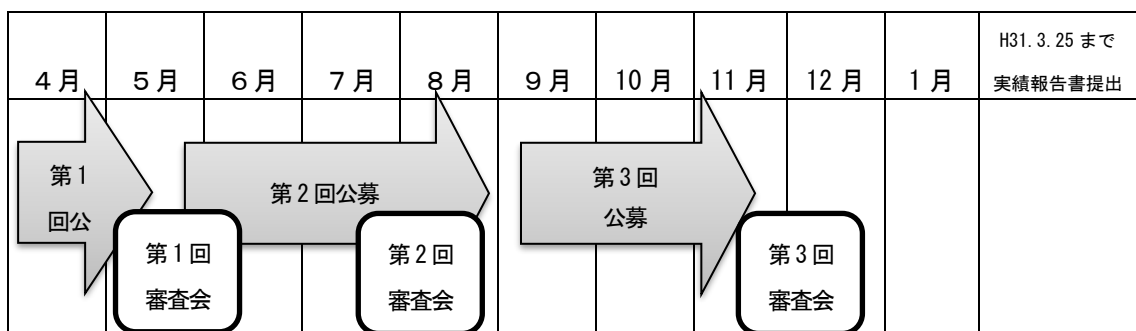 H31.3.25 まで
4月 5月 6月 7月 8月 9月 10月 11月 12月 1月 実績報告書提出
第1
回公
第2回公募
第3回
公募
第1回
審査会
第2回
審査会
第3回
審査会